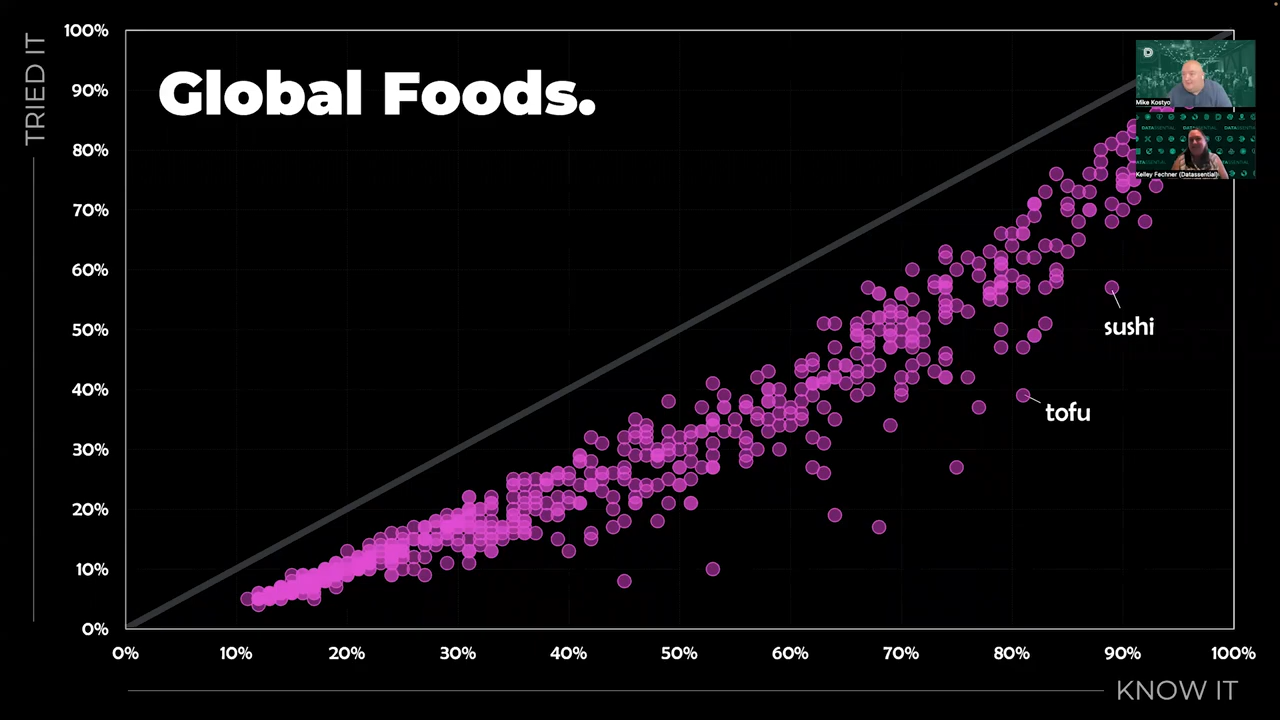 Global Foods.
TRIED IT
100%
90%
80%
70%
60%
50%
40%
30%
20%
10%
0%
0%
10%
20%
30%
40%
50%
60%
70%
80%
90%
100%
KNOW IT
sushi
tofu
Mike Kostyo
DATASSENTIAL
Kelley Fechner (Datassential)